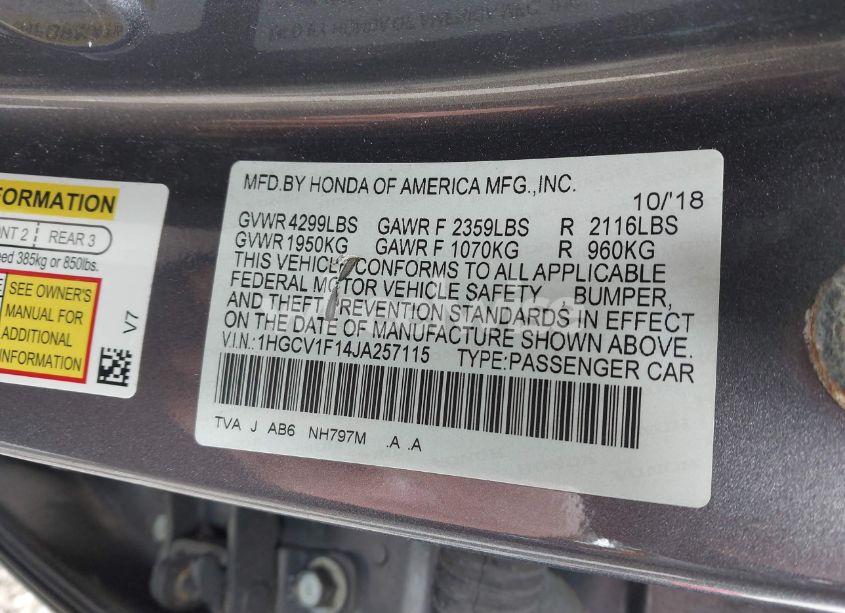 FORMATION
NT 2 REAR 3
ed 385kg or 850lbs.
SEE OWNER'S
MANUAL FOR
ADDITIONAL
INFORMATION
V7
MFD.BY HONDA OF AMERICA MFG.,INC. 10/'18
GVWR 4299LBS GAWR F 2359LBS R 2116LBS
GVWR 1950KG GAWR F 1070KG R 960KG
THIS VEHICLE CONFORMS TO ALL APPLICABLE
FEDERAL MOTOR VEHICLE SAFETY BUMPER,
AND THEFT PREVENTION STANDARDS IN EFFECT
ON THE DATE OF MANUFACTURE SHOWN ABOVE.
V.I.N.:1HGCV1F14JA257115 TYPE:PASSENGER CAR
TVA J AB6 NH797M .A .A